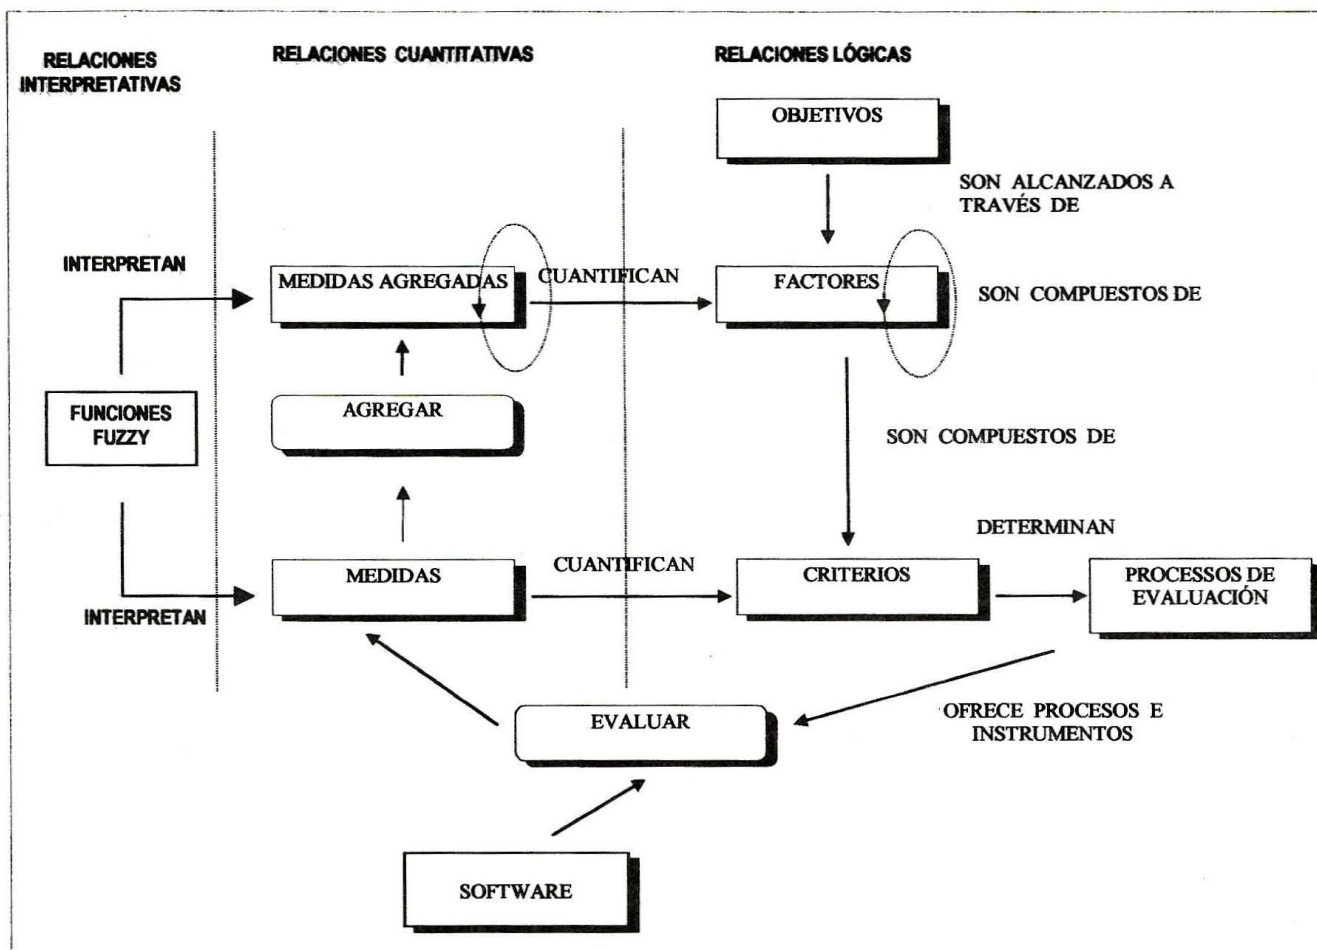 RELACIONES
INTERPRETATIVAS
RELACIONES CUANTITATIVAS
RELACIONES LÓGICAS
OBJETIVOS
SON ALCANZADOS A
TRAVÉS DE
INTERPRETAN
MEDIDAS AGREGADAS
CUANTIFICAN
FACTORES
SON COMPUESTOS DE
FUNCIONES
FUZZY
AGREGAR
SON COMPUESTOS DE
DETERMINAN
MEDIDAS
CUANTIFICAN
CRITERIOS
PROCESSOS DE
EVALUACIÓN
INTERPRETAN
EVALUAR
OFRECE PROCESOS E
INSTRUMENTOS
SOFTWARE